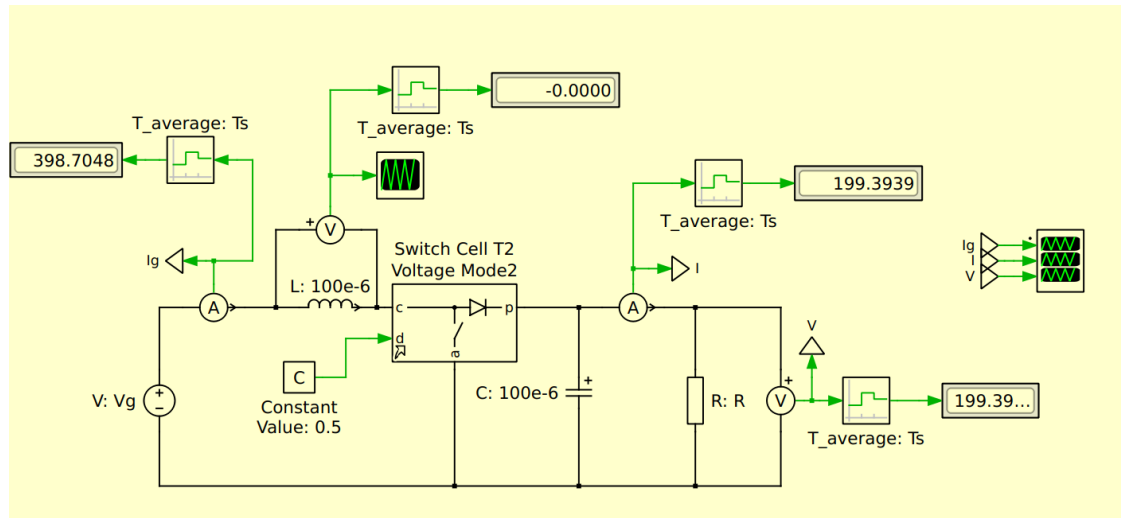 -0.0000
T_average: Ts
T_average: Ts
398.7048
199.3939
T_average: Ts
+
V
Switch Cell T2
Voltage Mode2
Ig
I
Ig
I
V
L: 100e-6
A
c
p
A
d
a
V
C
C: 100e-6
+
+
V: Vg
+
−
R: R
V
199.39...
Constant
Value: 0.5
T_average: Ts